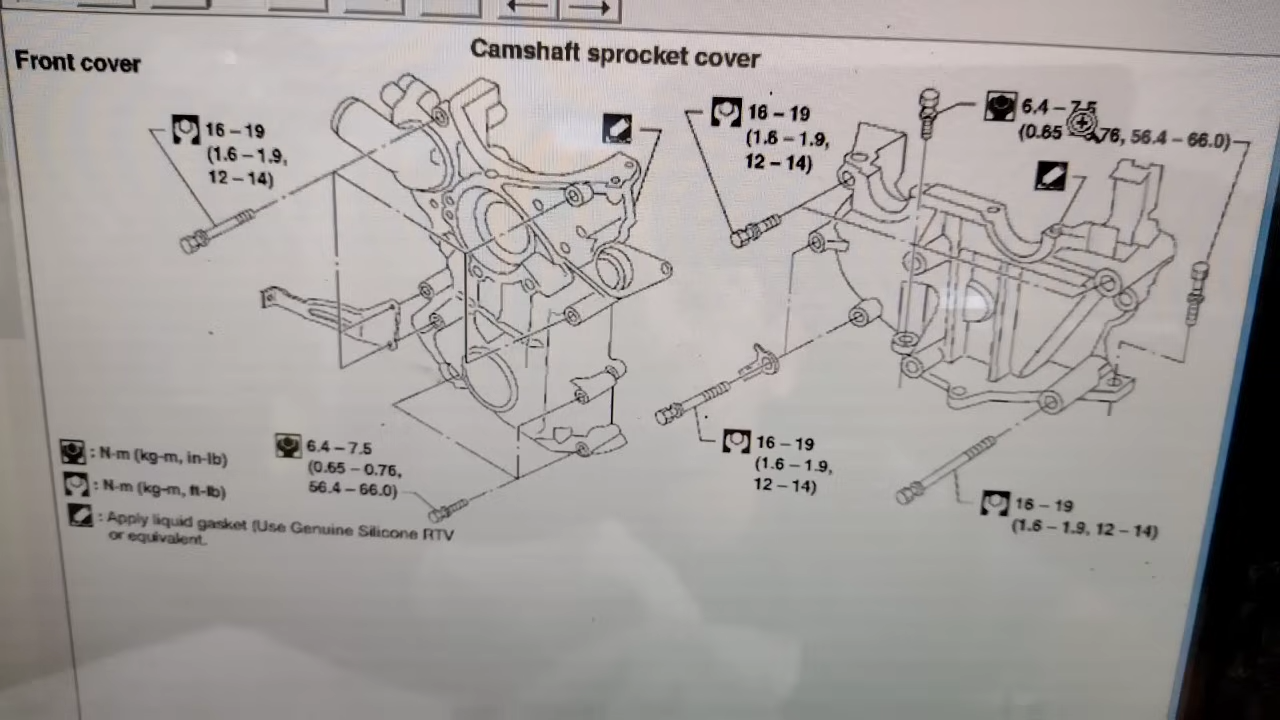 Front cover
Camshaft sprocket cover
16 – 19
(1.6 – 1.9,
12 – 14)
16 – 19
(1.6 – 1.9,
12 – 14)
6.4 – 7.5
(0.65 76, 56.4 – 66.0)
16 – 19
(1.6 – 1.9,
12 – 14)
16 – 19
(1.6 – 1.9, 12 – 14)
6.4 – 7.5
(0.65 – 0.76,
56.4 – 66.0)
: N·m (kg-m, in-lb)
: N·m (kg-m, ft-lb)
: Apply liquid gasket (Use Genuine Silicone RTV
or equivalent.